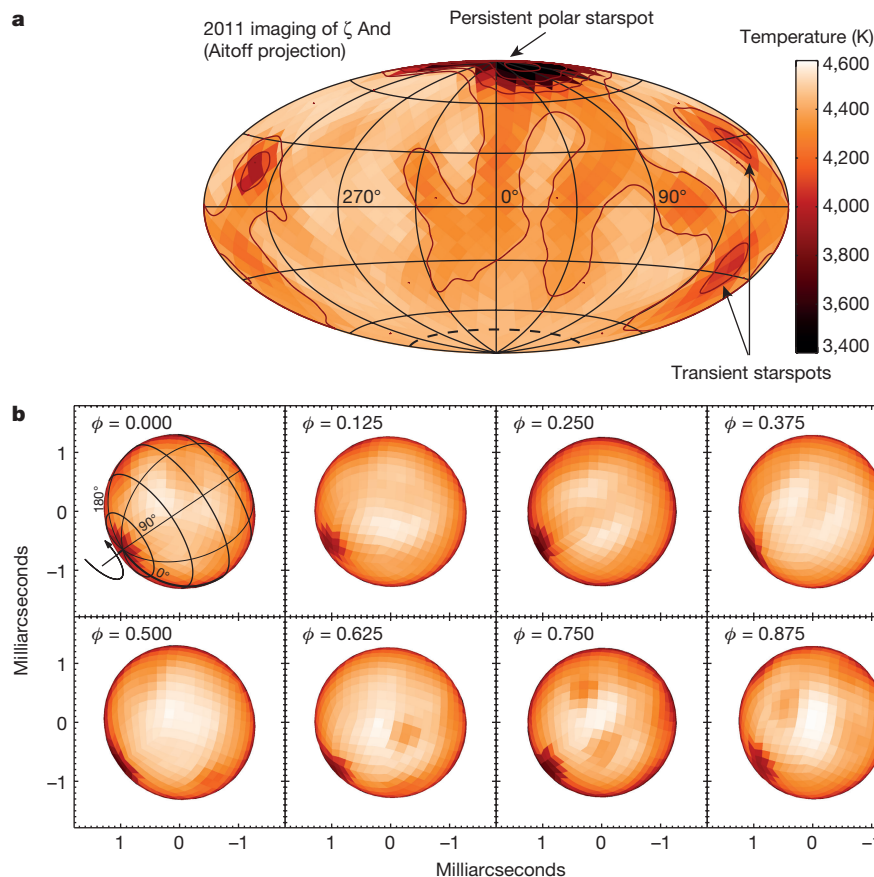 a
2011 imaging of ζ And
(Aitoff projection)
Persistent polar starspot
Temperature (K)
4,600
4,400
4,200
4,000
3,800
3,600
3,400
270°
0°
90°
Transient starspots
b
ϕ = 0.000
ϕ = 0.125
ϕ = 0.250
ϕ = 0.375
180°
90°
0°
1
0
−1
ϕ = 0.500
ϕ = 0.625
ϕ = 0.750
ϕ = 0.875
1
0
−1
Milliarcseconds
1 0 −1 1 0 −1 1 0 −1 1 0
Milliarcseconds